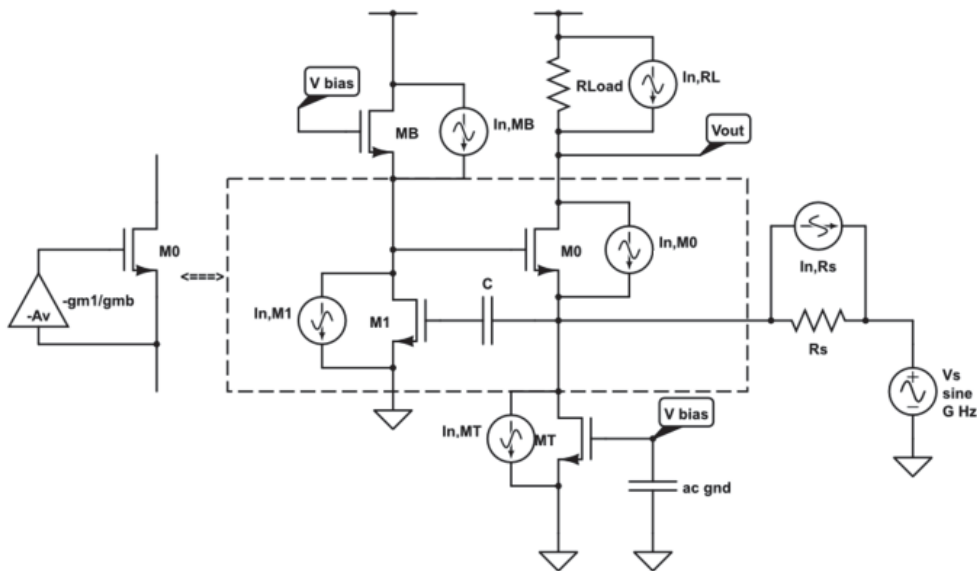 V bias
MB
In,MB
RLoad
In,RL
Vout
M0
-gm1/gmb
-Av
<===>
M0
In,M0
In,Rs
C
In,M1
M1
Rs
Vs
sine
G Hz
+
−
In,MT
MT
V bias
ac gnd